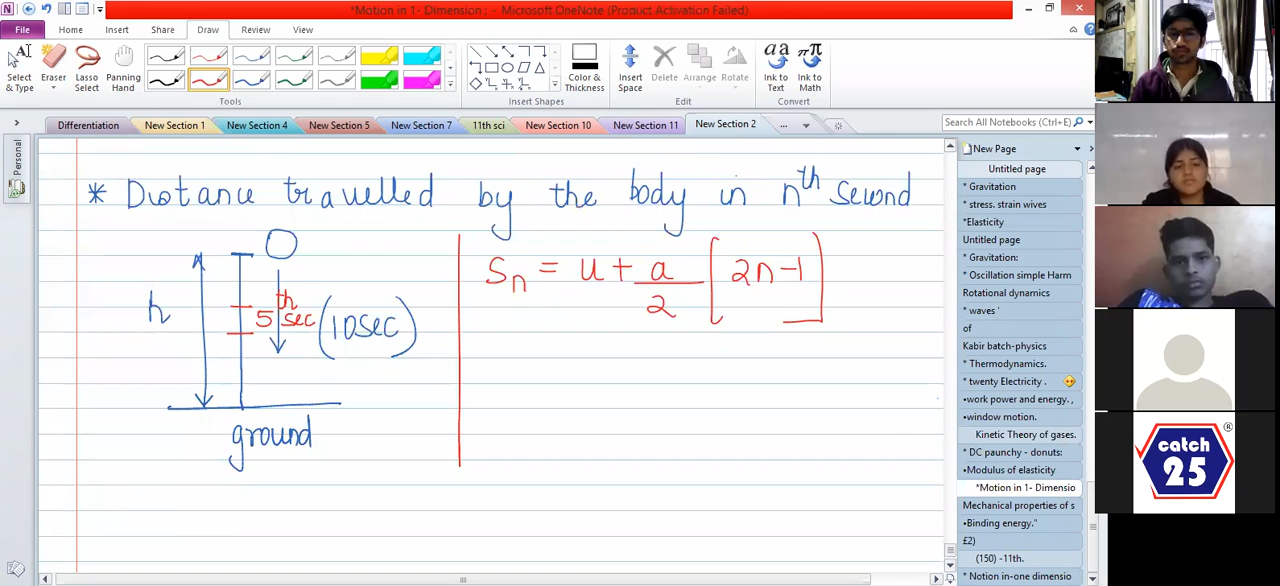 *Motion in 1- Dimension : - Microsoft OneNote (Product Activation Failed)
File Home Insert Share Draw Review View
Select & Type
Eraser
Lasso Select
Panning Hand
Color & Thickness
Insert Space
Delete
Arrange
Rotate
Ink to Text
Ink to Math
Tools
Insert Shapes
Edit
Convert
Differentiation New Section 1 New Section 4 New Section 5 New Section 7 11th sci New Section 10 New Section 11 New Section 2 ...
Search All Notebooks (Ctrl+E)
Personal
* Distance travelled by the body in nth second
h
5th sec (10sec)
ground
Sn = u + a/2 [2n-1]
New Page
Untitled page
* Gravitation
* stress. strain wives
*Elasticity
Untitled page
* Gravitation:
* Oscillation simple Harm
Rotational dynamics
* waves '
of
Kabir batch-physics
* Thermodynamics.
* twenty Electricity .
•work power and energy. ,
•window motion.
Kinetic Theory of gases.
* DC paunchy - donuts:
•Modulus of elasticity
*Motion in 1- Dimensio
Mechanical properties of s
•Binding energy."
£2)
(150) -11th.
* Notion in-one dimensio
catch
25
®